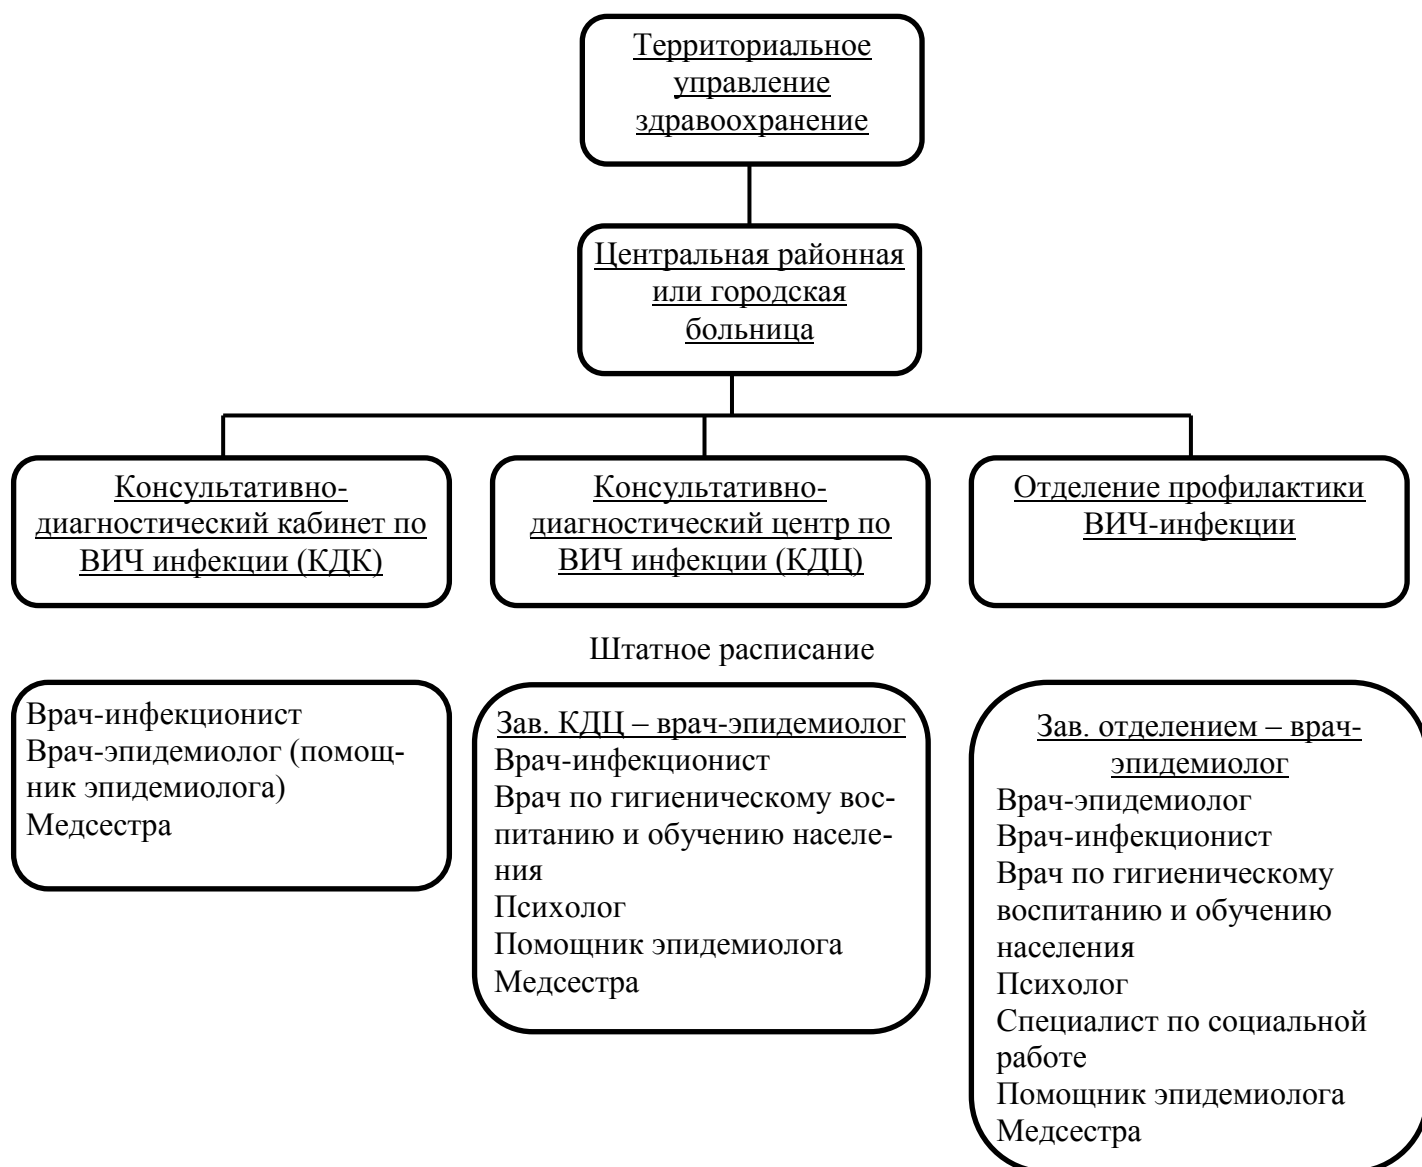 Территориальное
управление
здравоохранение
Центральная районная
или городская
больница
Консультативно-
диагностический кабинет по
ВИЧ инфекции (КДК)
Консультативно-
диагностический центр по
ВИЧ инфекции (КДЦ)
Отделение профилактики
ВИЧ-инфекции
Штатное расписание
Врач-инфекционист
Врач-эпидемиолог (помощ-
ник эпидемиолога)
Медсестра
Зав. КДЦ – врач-эпидемиолог
Врач-инфекционист
Врач по гигиеническому вос-
питанию и обучению населе-
ния
Психолог
Помощник эпидемиолога
Медсестра
Зав. отделением – врач-
эпидемиолог
Врач-эпидемиолог
Врач-инфекционист
Врач по гигиеническому
воспитанию и обучению
населения
Психолог
Специалист по социальной
работе
Помощник эпидемиолога
Медсестра